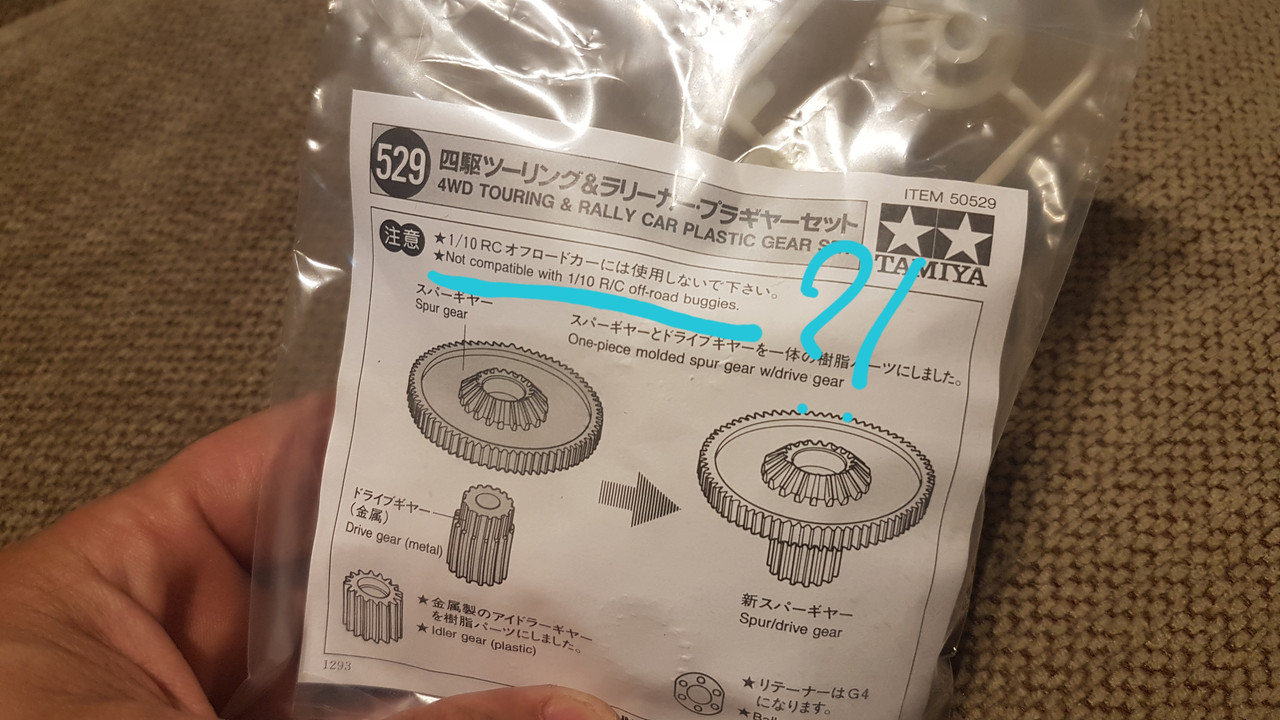 529
四駆ツーリング&ラリーカー・プラギヤーセット
4WD TOURING & RALLY CAR PLASTIC GEAR
ITEM 50529
TAMIYA
注意
★1/10 RCオフロードカーには使用しないで下さい。
★Not compatible with 1/10 R/C off-road buggies.
?!
スパーギヤー
Spur gear
スパーギヤーとドライブギヤーを一体の樹脂パーツにしました。
One-piece molded spur gear w/drive gear
ドライブギヤー
(金属)
Drive gear (metal)
★金属製のアイドラーギヤー
を樹脂パーツにしました。
★Idler gear (plastic)
新スパーギヤー
Spur/drive gear
★リテーナーはG4
になります。
1293